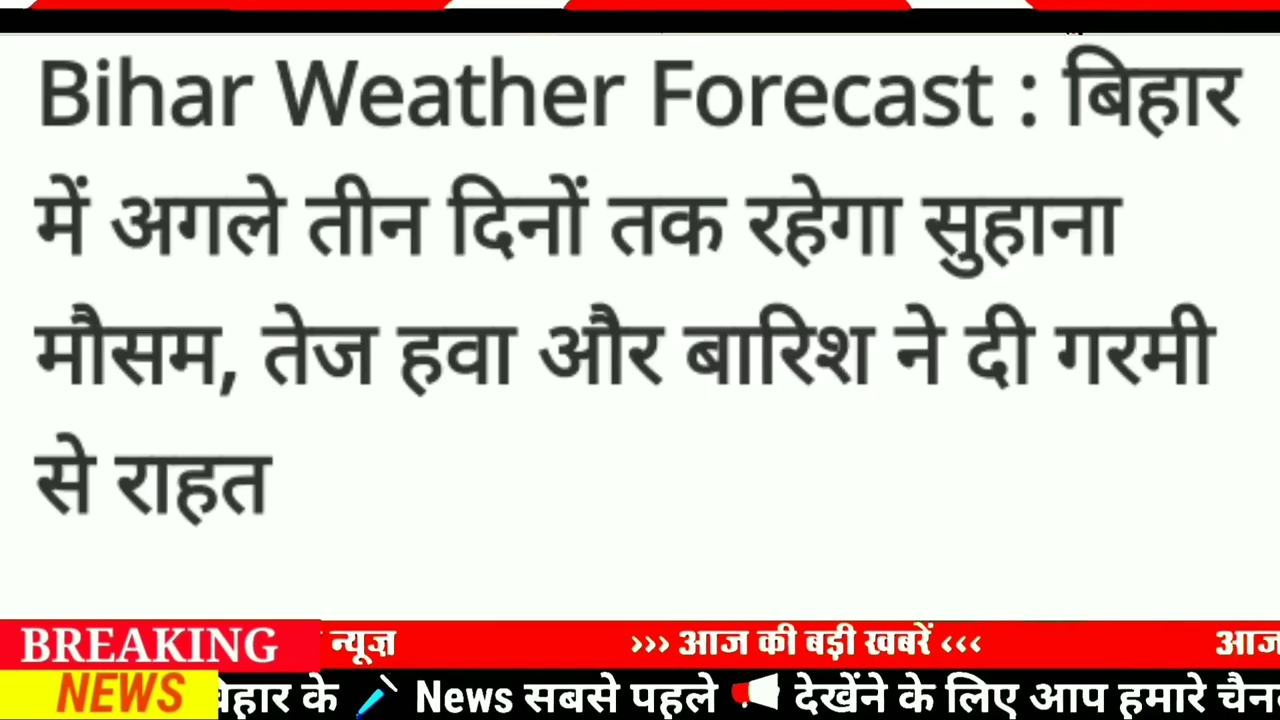 Bihar Weather Forecast : बिहार
में अगले तीन दिनों तक रहेगा सुहाना
मौसम, तेज हवा और बारिश ने दी गरमी
से राहत
BREAKING
NEWS
न्यूज़ ››› आज की बड़ी खबरें ‹‹‹ आज
बिहार के News सबसे पहले देखेंने के लिए आप हमारे चैन